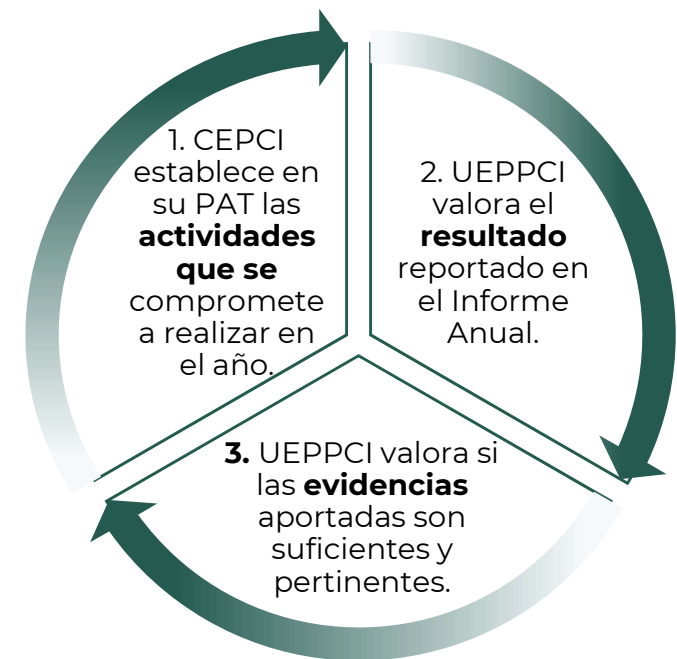 1. CEPCI
establece en
su PAT las
actividades
que se
compromete
a realizar en
el año.
2. UEPPCI
valora el
resultado
reportado en
el Informe
Anual.
3. UEPPCI valora si
las evidencias
aportadas son
suficientes y
pertinentes.